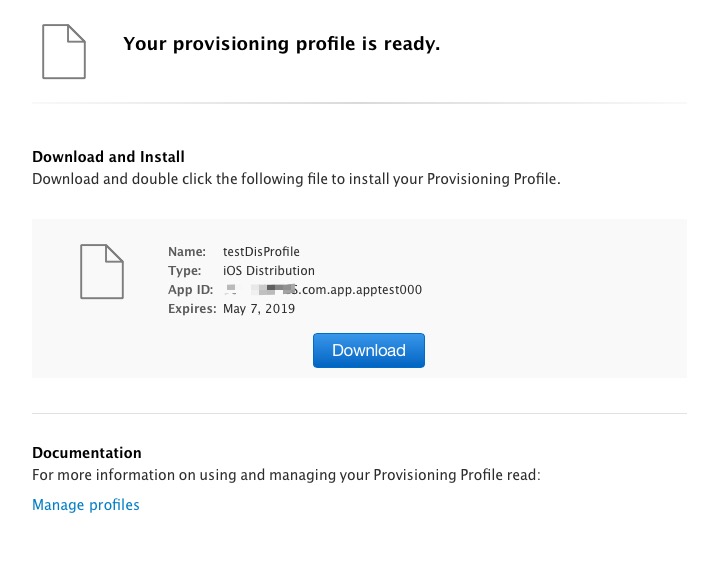 Your provisioning profile is ready.
Download and Install
Download and double click the following file to install your Provisioning Profile.
Name: testDisProfile
Type: iOS Distribution
App ID: .com.app.apptest000
Expires: May 7, 2019
Download
Documentation
For more information on using and managing your Provisioning Profile read:
Manage profiles